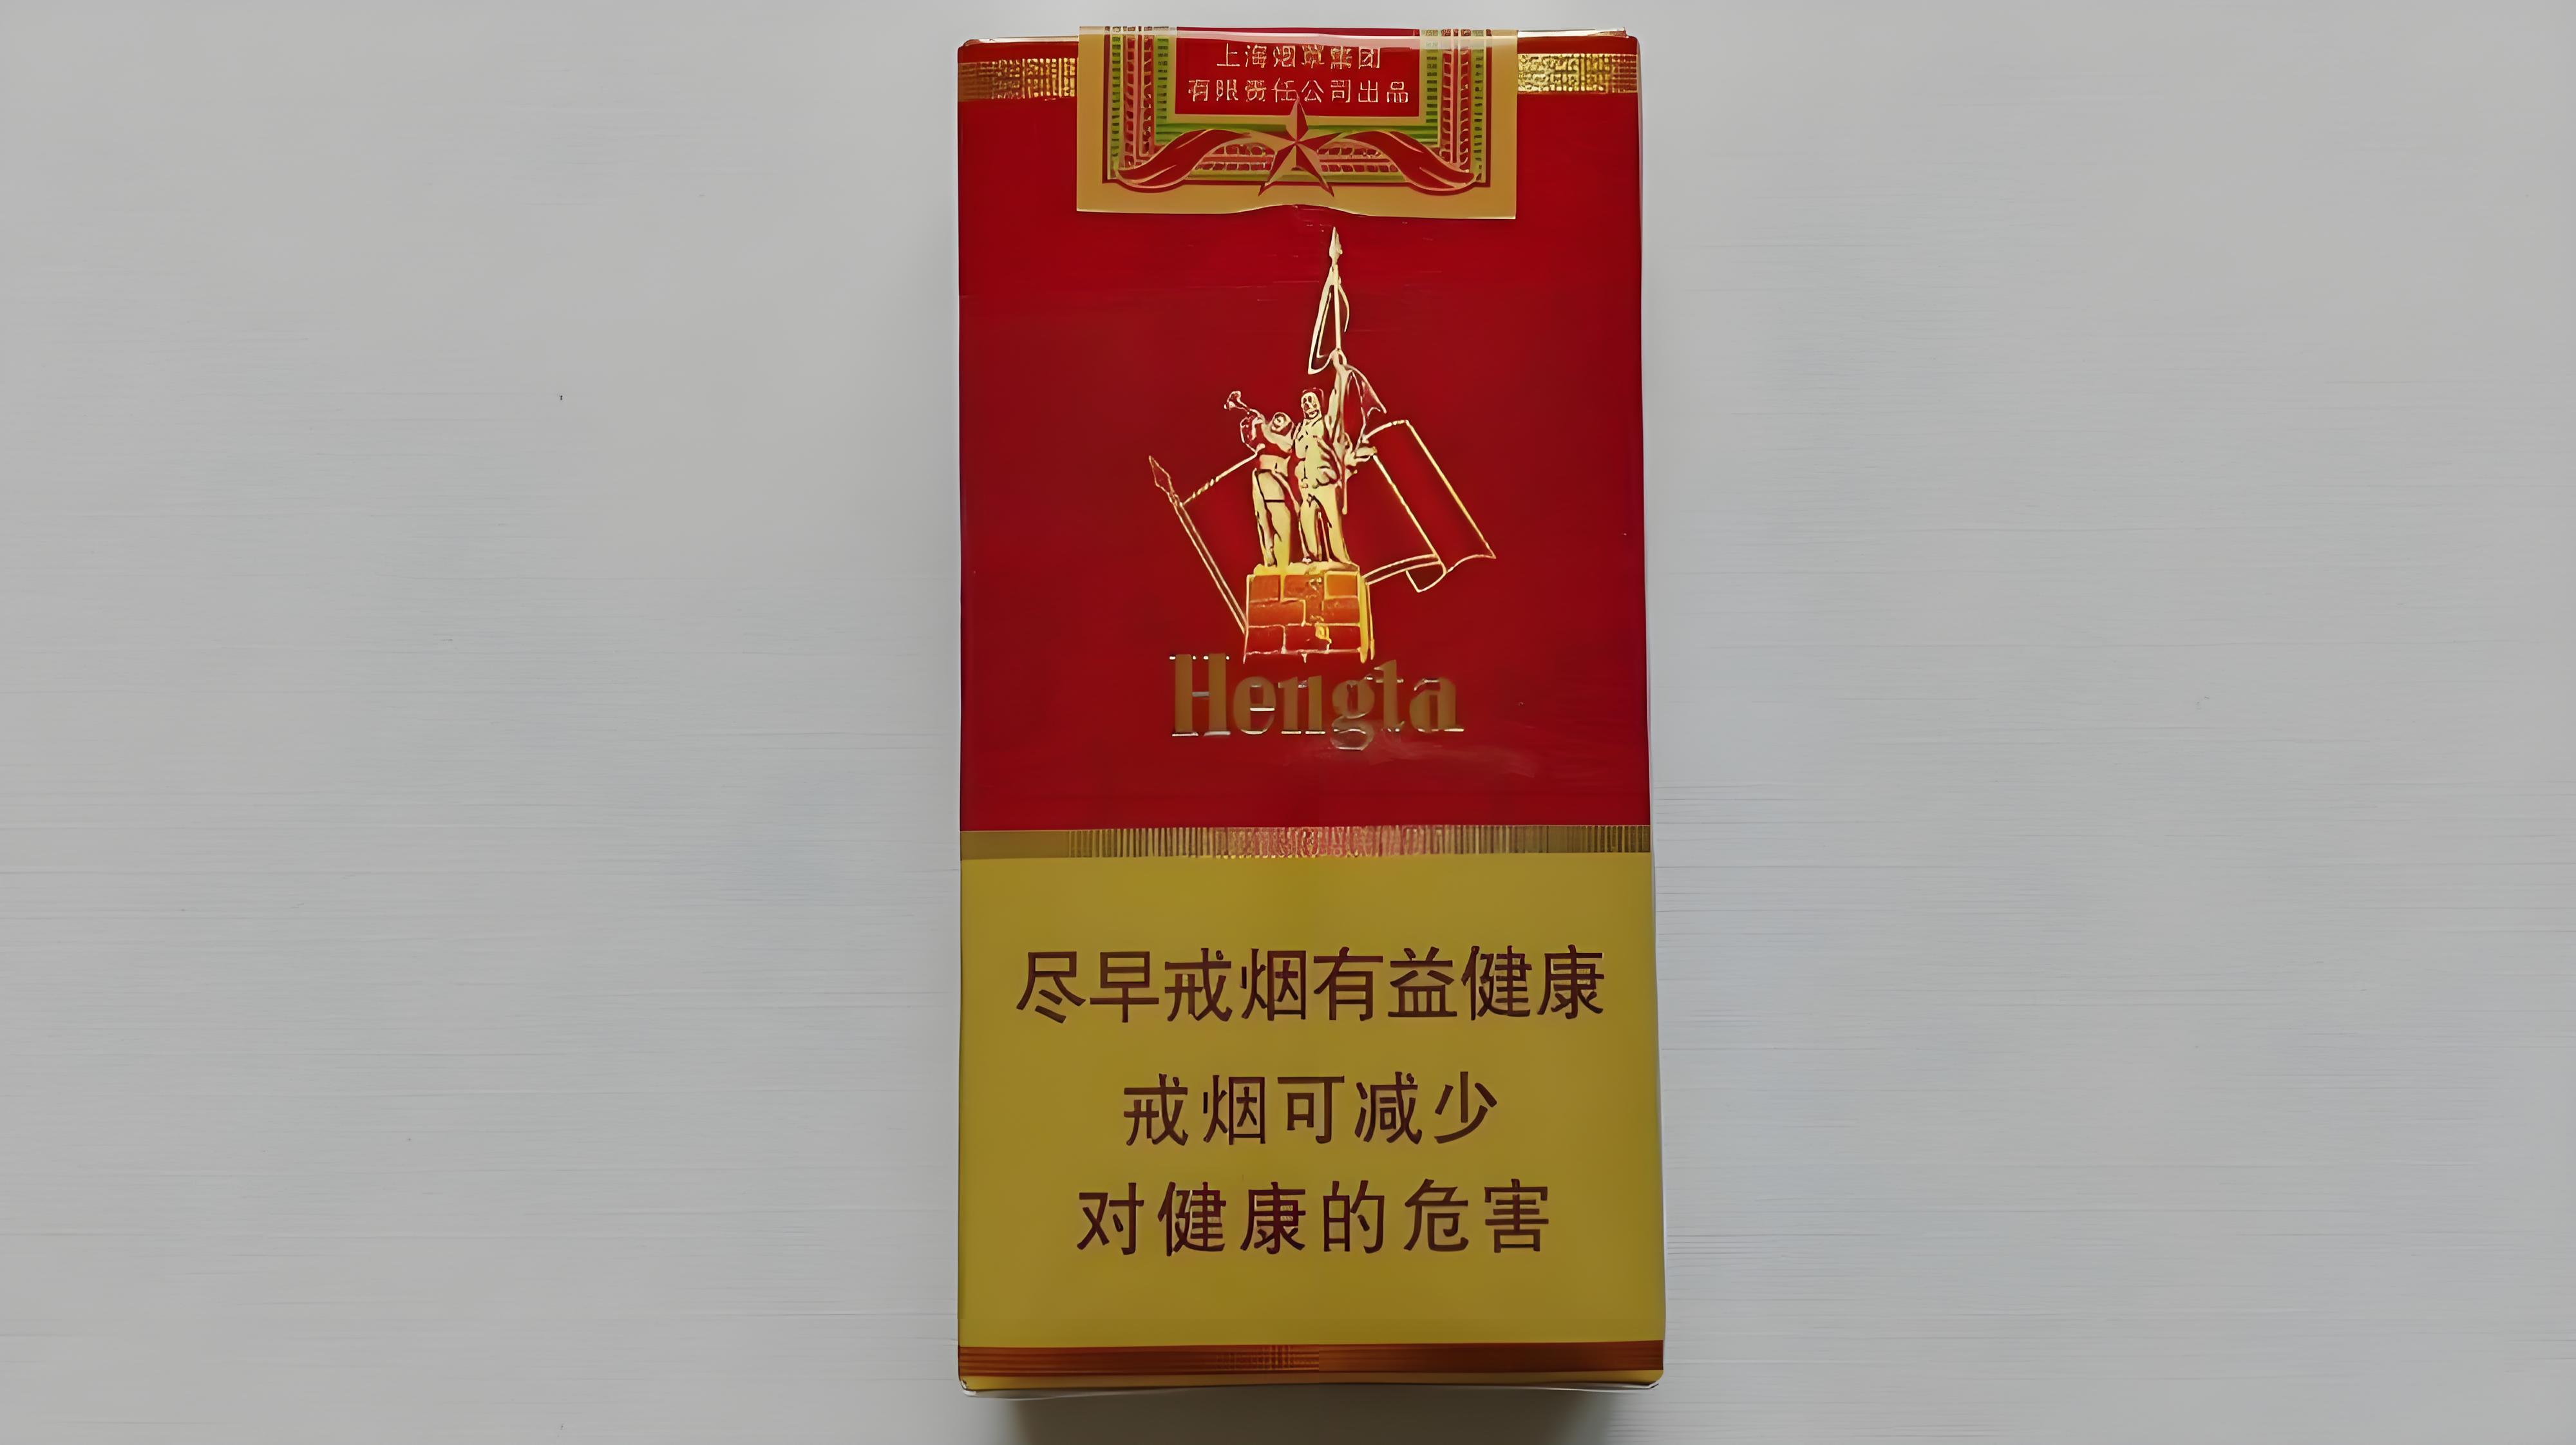 上海烟草集团
有限责任公司出品
Hengta
尽早戒烟有益健康
戒烟可减少
对健康的危害